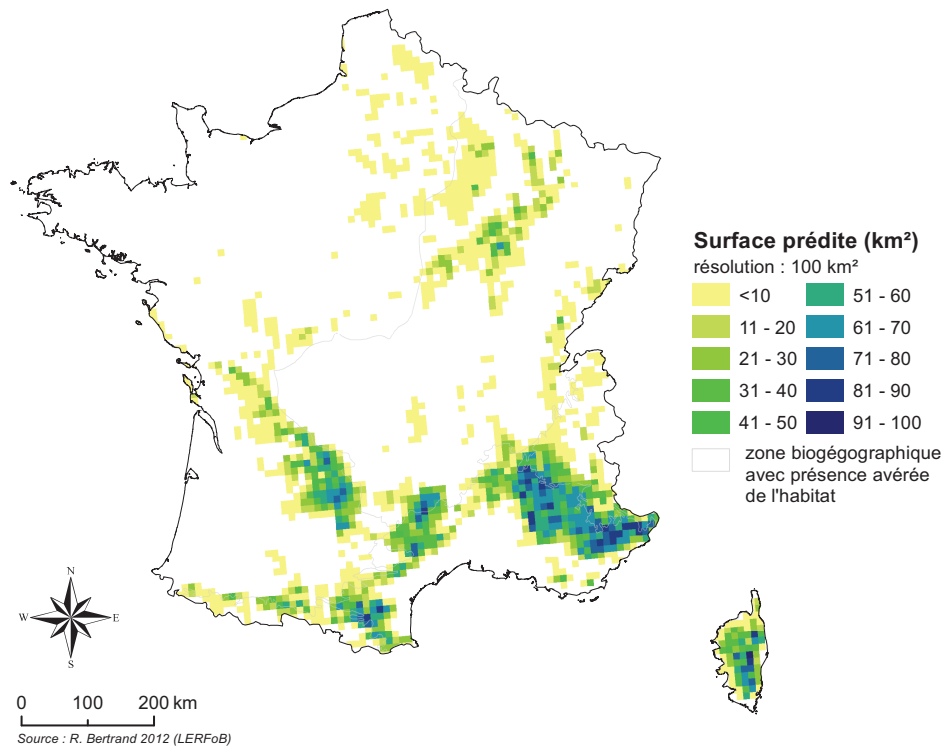 Surface prédite (km²)
résolution : 100 km²
<10
51 - 60
11 - 20
61 - 70
21 - 30
71 - 80
31 - 40
81 - 90
41 - 50
91 - 100
zone biogégographique
avec présence avérée
de l'habitat
N
W
E
S
0 100 200 km
Source : R. Bertrand 2012 (LERFoB)